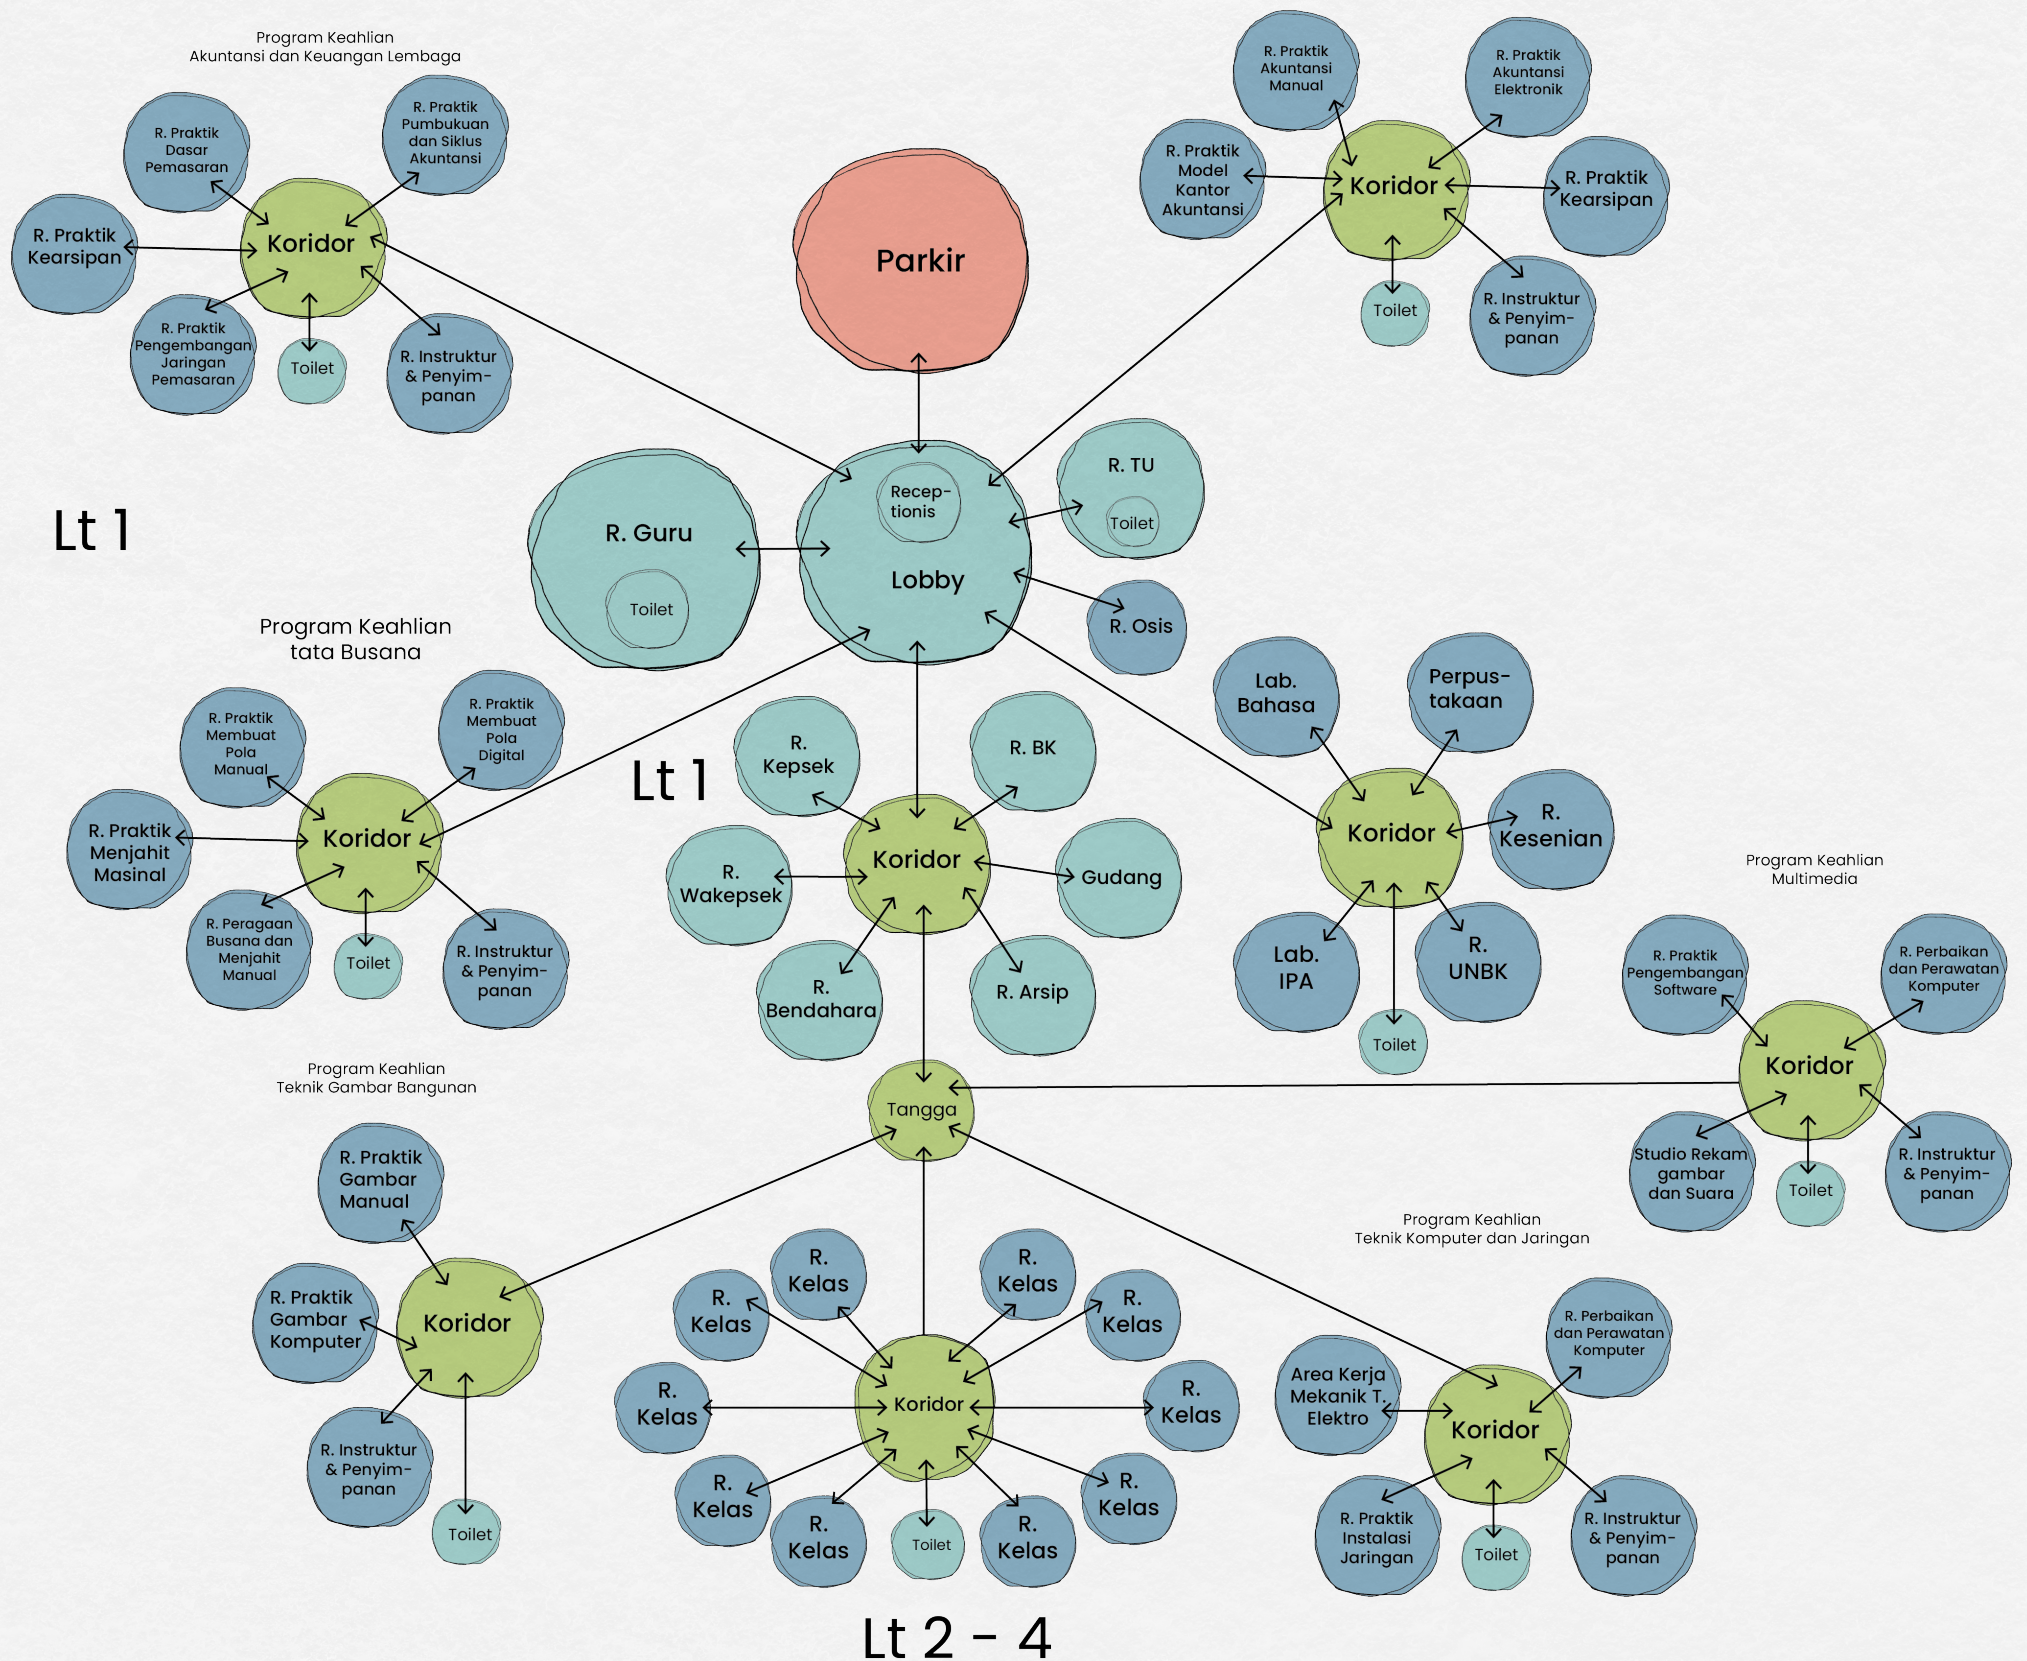 Program Keahlian
Akuntansi dan Keuangan Lembaga
R. Praktik
Dasar
Pemasaran
R. Praktik
Pumbukuan
dan Siklus
Akuntansi
R. Praktik
Kearsipan
Koridor
R. Praktik
Pengembangan
Jaringan
Pemasaran
Toilet
R. Instruktur
& Penyim-
panan
Parkir
R. Praktik
Akuntansi
Manual
R. Praktik
Akuntansi
Elektronik
R. Praktik
Model
Kantor
Akuntansi
Koridor
R. Praktik
Kearsipan
Toilet
R. Instruktur
& Penyim-
panan
Lt 1
R. Guru
Toilet
Recep-
tionis
Lobby
R. TU
Toilet
R. Osis
Program Keahlian
tata Busana
R. Praktik
Membuat
Pola
Manual
R. Praktik
Membuat
Pola
Digital
R. Praktik
Menjahit
Masinal
Koridor
R. Peragaan
Busana dan
Menjahit
Manual
Toilet
R. Instruktur
& Penyim-
panan
Lt 1
R.
Kepsek
R. BK
R.
Wakepsek
Koridor
Gudang
R.
Bendahara
R. Arsip
Lab.
Bahasa
Perpus-
takaan
Koridor
R.
Kesenian
Lab.
IPA
R.
UNBK
Toilet
Program Keahlian
Multimedia
R. Praktik
Pengembangan
Software
R. Perbaikan
dan Perawatan
Komputer
Koridor
Studio Rekam
gambar
dan Suara
Toilet
R. Instruktur
& Penyim-
panan
Tangga
Program Keahlian
Teknik Gambar Bangunan
R. Praktik
Gambar
Manual
R. Praktik
Gambar
Komputer
Koridor
R. Instruktur
& Penyim-
panan
Toilet
R.
Kelas
R.
Kelas
R.
Kelas
R.
Kelas
R.
Kelas
Koridor
R.
Kelas
R.
Kelas
R.
Kelas
Toilet
R.
Kelas
R.
Kelas
Program Keahlian
Teknik Komputer dan Jaringan
R. Perbaikan
dan Perawatan
Komputer
Area Kerja
Mekanik T.
Elektro
Koridor
R. Praktik
Instalasi
Jaringan
Toilet
R. Instruktur
& Penyim-
panan
Lt 2 - 4